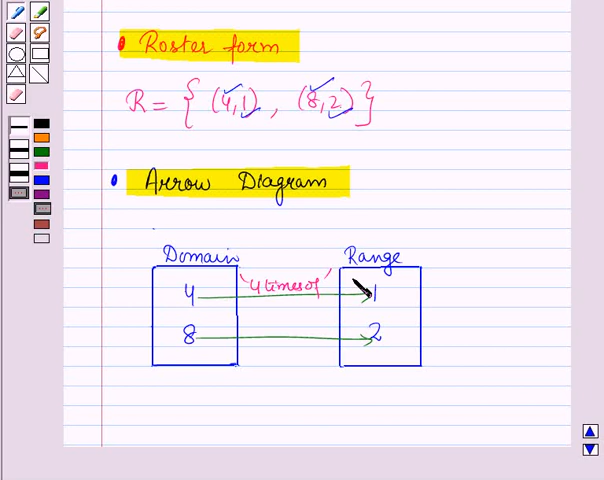 Roster form
R = { (4,1) , (8,2) }
Arrow Diagram
Domain Range
'4 times of'
4 1
8 2